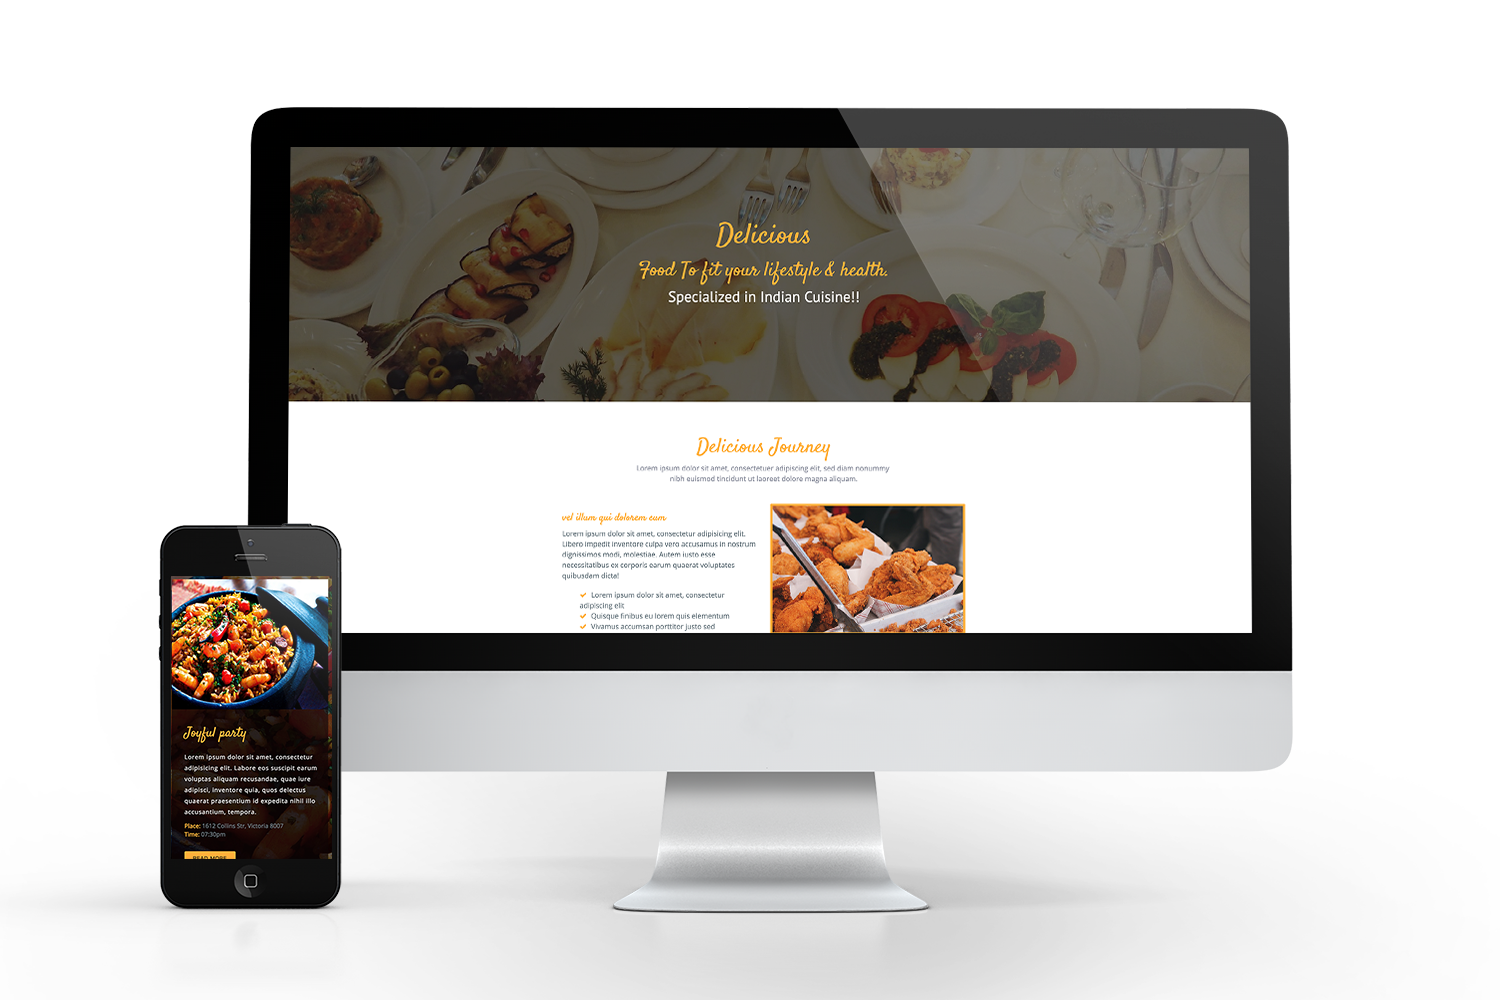 Delicious
Food To fit your lifestyle & health.
Specialized in Indian Cuisine!!
Delicious Journey
Lorem ipsum dolor sit amet, consectetuer adipiscing elit, sed diam nonummy
nibh euismod tincidunt ut laoreet dolore magna aliquam.
vel illum qui dolorem eum
Lorem ipsum dolor sit amet, consectetur adipisicing elit.
Libero impedit inventore culpa vero accusamus in nostrum
dignissimos modi, molestiae. Autem iusto esse
necessitatibus ex corporis earum quaerat voluptates
quibusdam dicta!
Lorem ipsum dolor sit amet, consectetur
adipiscing elit
Quisque finibus eu lorem quis elementum
Vivamus accumsan porttitor justo sed
Joyful party
Lorem ipsum dolor sit amet, consectetur
adipisicing elit. Labore eos suscipit earum
voluptas aliquam recusandae, quae iure
adipisci, inventore quia, quos delectus
quaerat praesentium id expedita nihil illo
accusantium, tempora.
Place: 1612 Collins Str, Victoria 8007
Time: 07:30pm
READ MORE